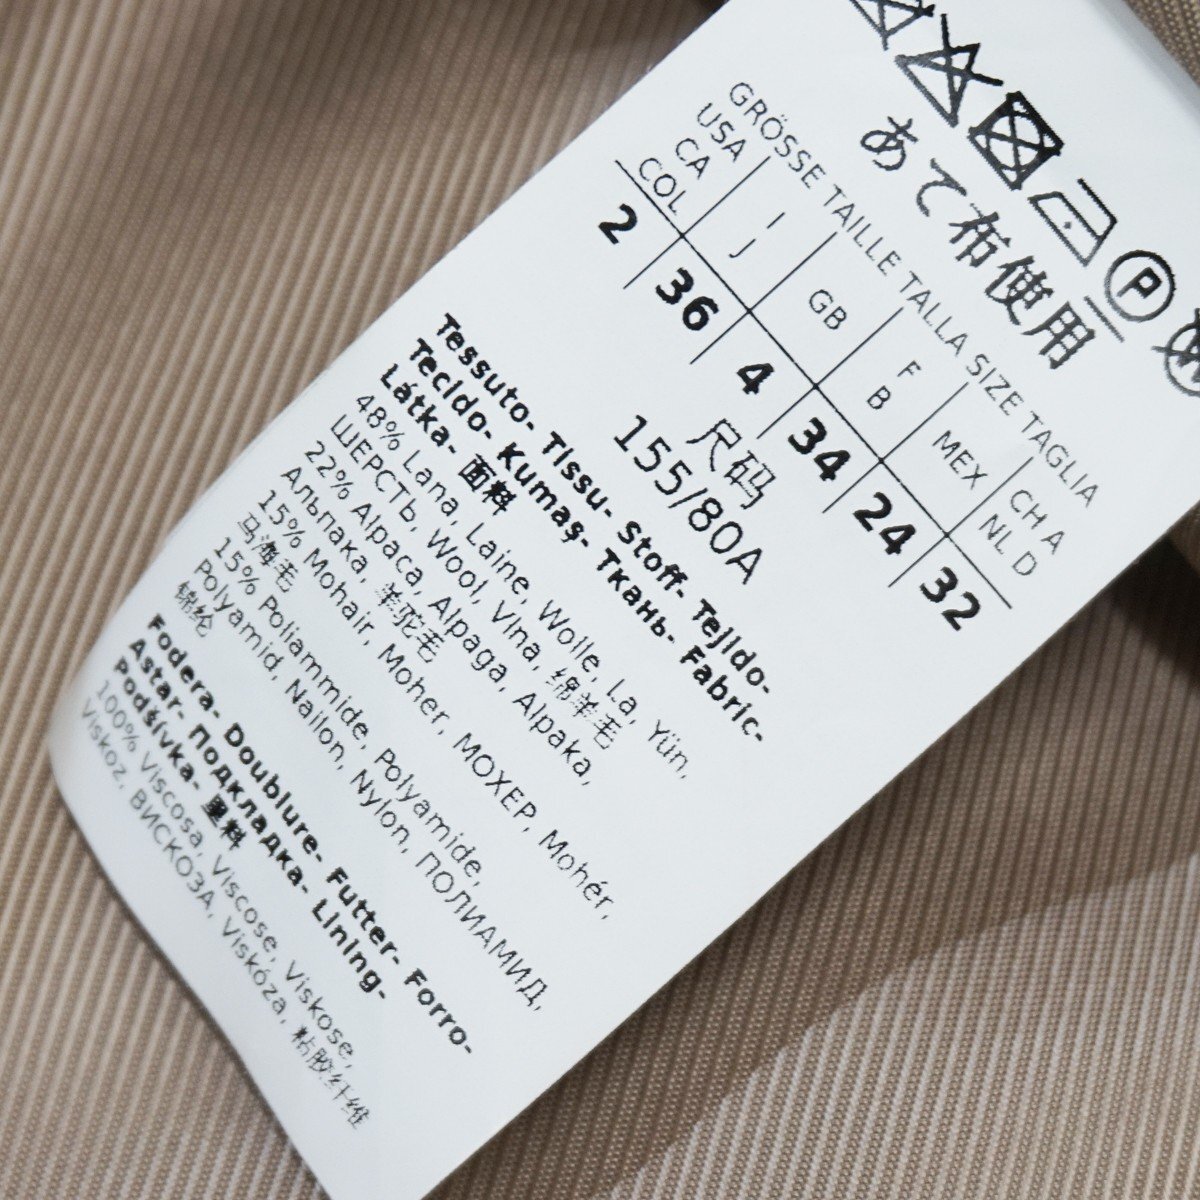 P
W
あて布使用
GRÖSSE TAILLE TALLA SIZE TAGLIA
USA I GB F MEX CH A
CA J B NL D
COL
2 36 4 34 24 32
尺码
155/80A
Tessuto- Tissu- Stoff- Tejido-
Tecido- Kumaş- Ткань- Fabric-
Látka- 面料
48% Lana, Laine, Wolle, La, Yün,
ШЕРСТЬ, Wool, Vlna, 绵羊毛
22% Alpaca, Alpaga, Alpaka,
Альпака, 羊驼毛
15% Mohair, Moher, МОХЕР, Mohér,
马海毛
15% Poliammide, Polyamide,
Polyamid, Nailon, Nylon, ПОЛИАМИД,
锦纶
Fodera- Doublure- Futter- Forro-
Astar- Подкладка- Lining-
Podšívka- 里料
100% Viscosa, Viscose, Viskose,
Viskoz, ВИСКОЗА, Viskóza, 粘胶纤维